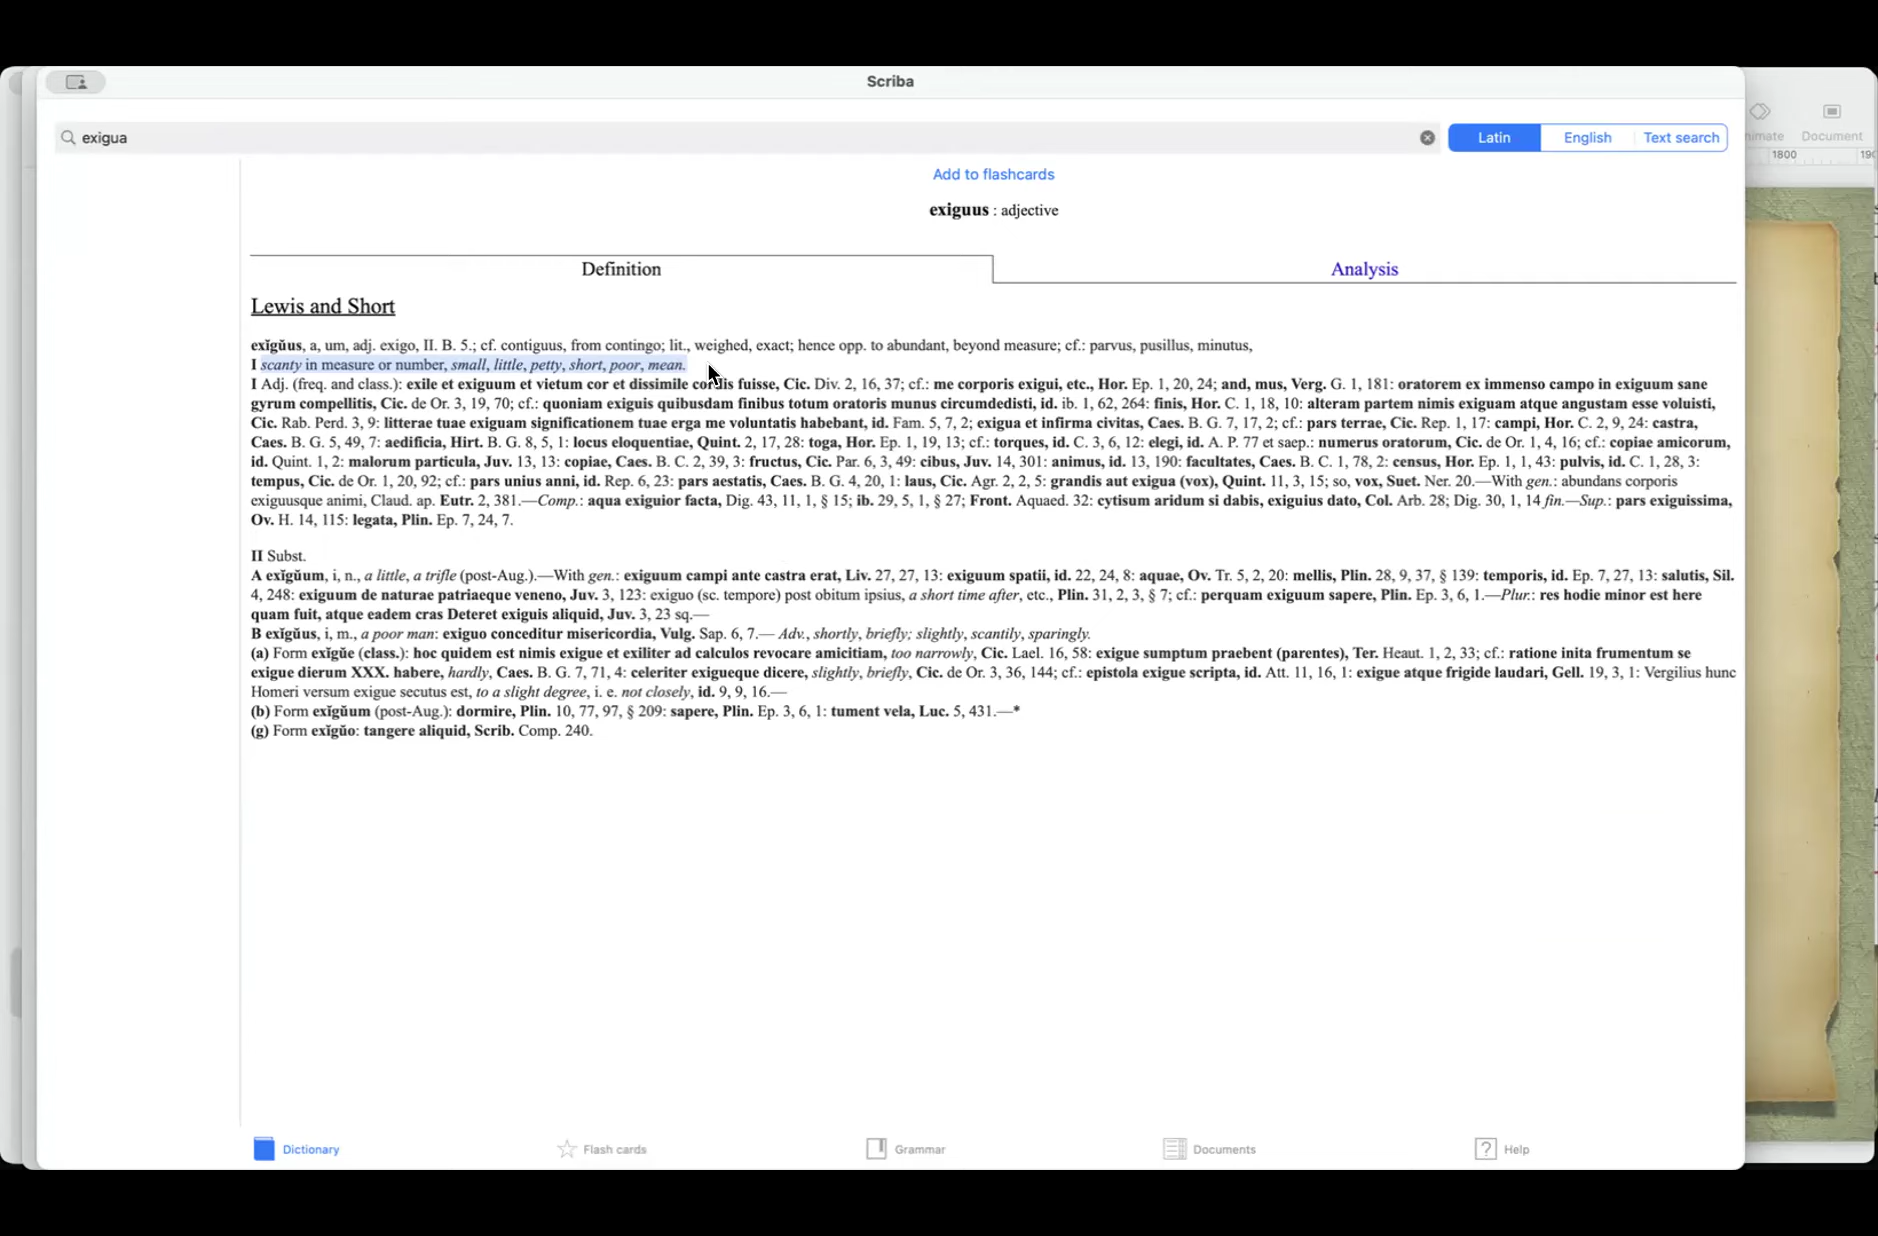 Scriba
exigua
Latin English Text search
Animate Document
1800 190
Add to flashcards
exiguus : adjective
Definition Analysis
Lewis and Short
exĭgŭus, a, um, adj. exigo, II. B. 5.; cf. contiguus, from contingo; lit., weighed, exact; hence opp. to abundant, beyond measure; cf.: parvus, pusillus, minutus,
I scanty in measure or number, small, little, petty, short, poor, mean.
I Adj. (freq. and class.): exile et exiguum et vietum cor et dissimile cordis fuisse, Cic. Div. 2, 16, 37; cf.: me corporis exigui, etc., Hor. Ep. 1, 20, 24; and, mus, Verg. G. 1, 181: oratorem ex immenso campo in exiguum sane
gyrum compellitis, Cic. de Or. 3, 19, 70; cf.: quoniam exiguis quibusdam finibus totum oratoris munus circumdedisti, id. ib. 1, 62, 264: finis, Hor. C. 1, 18, 10: alteram partem nimis exiguam atque angustam esse voluisti,
Cic. Rab. Perd. 3, 9: litterae tuae exiguam significationem tuae erga me voluntatis habebant, id. Fam. 5, 7, 2; exigua et infirma civitas, Caes. B. G. 7, 17, 2; cf.: pars terrae, Cic. Rep. 1, 17: campi, Hor. C. 2, 9, 24: castra,
Caes. B. G. 5, 49, 7: aedificia, Hirt. B. G. 8, 5, 1: locus eloquentiae, Quint. 2, 17, 28: toga, Hor. Ep. 1, 19, 13; cf.: torques, id. C. 3, 6, 12: elegi, id. A. P. 77 et saep.: numerus oratorum, Cic. de Or. 1, 4, 16; cf.: copiae amicorum,
id. Quint. 1, 2: malorum particula, Juv. 13, 13: copiae, Caes. B. C. 2, 39, 3: fructus, Cic. Par. 6, 3, 49: cibus, Juv. 14, 301: animus, id. 13, 190: facultates, Caes. B. C. 1, 78, 2: census, Hor. Ep. 1, 1, 43: pulvis, id. C. 1, 28, 3:
tempus, Cic. de Or. 1, 20, 92; cf.: pars unius anni, id. Rep. 6, 23: pars aestatis, Caes. B. G. 4, 20, 1: laus, Cic. Agr. 2, 2, 5: grandis aut exigua (vox), Quint. 11, 3, 15; so, vox, Suet. Ner. 20.—With gen.: abundans corporis
exiguusque animi, Claud. ap. Eutr. 2, 381.—Comp.: aqua exiguior facta, Dig. 43, 11, 1, § 15; ib. 29, 5, 1, § 27; Front. Aquaed. 32: cytisum aridum si dabis, exiguius dato, Col. Arb. 28; Dig. 30, 1, 14 fin.—Sup.: pars exiguissima,
Ov. H. 14, 115: legata, Plin. Ep. 7, 24, 7.
II Subst.
A exĭgŭum, i, n., a little, a trifle (post-Aug.).—With gen.: exiguum campi ante castra erat, Liv. 27, 27, 13: exiguum spatii, id. 22, 24, 8: aquae, Ov. Tr. 5, 2, 20: mellis, Plin. 28, 9, 37, § 139: temporis, id. Ep. 7, 27, 13: salutis, Sil.
4, 248: exiguum de naturae patriaeque veneno, Juv. 3, 123: exiguo (sc. tempore) post obitum ipsius, a short time after, etc., Plin. 31, 2, 3, § 7; cf.: perquam exiguum sapere, Plin. Ep. 3, 6, 1.—Plur.: res hodie minor est here
quam fuit, atque eadem cras Deteret exiguis aliquid, Juv. 3, 23 sq.—
B exĭgŭus, i, m., a poor man: exiguo conceditur misericordia, Vulg. Sap. 6, 7.— Adv., shortly, briefly; slightly, scantily, sparingly.
(a) Form exĭgŭe (class.): hoc quidem est nimis exigue et exiliter ad calculos revocare amicitiam, too narrowly, Cic. Lael. 16, 58: exigue sumptum praebent (parentes), Ter. Heaut. 1, 2, 33; cf.: ratione inita frumentum se
exigue dierum XXX. habere, hardly, Caes. B. G. 7, 71, 4: celeriter exigueque dicere, slightly, briefly, Cic. de Or. 3, 36, 144; cf.: epistola exigue scripta, id. Att. 11, 16, 1: exigue atque frigide laudari, Gell. 19, 3, 1: Vergilius hunc
Homeri versum exigue secutus est, to a slight degree, i. e. not closely, id. 9, 9, 16.—
(b) Form exĭgŭum (post-Aug.): dormire, Plin. 10, 77, 97, § 209: sapere, Plin. Ep. 3, 6, 1: tument vela, Luc. 5, 431.—*
(g) Form exĭgŭo: tangere aliquid, Scrib. Comp. 240.
Dictionary Flash cards Grammar Documents Help